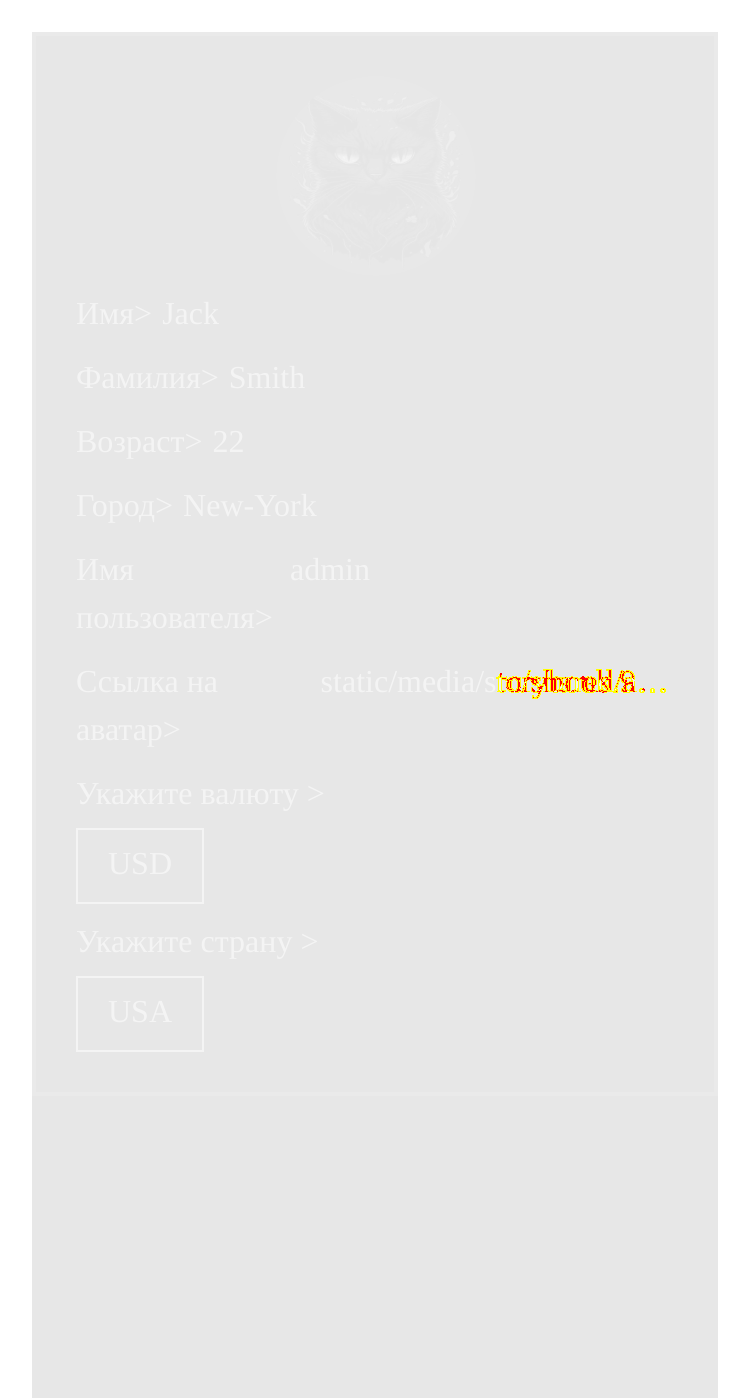 Имя> Jack
Фамилия> Smith
Возраст> 22
Город> New-York
Имя пользователя> admin
Ссылка на аватар> static/media/
Укажите валюту >
USD
Укажите страну >
USA